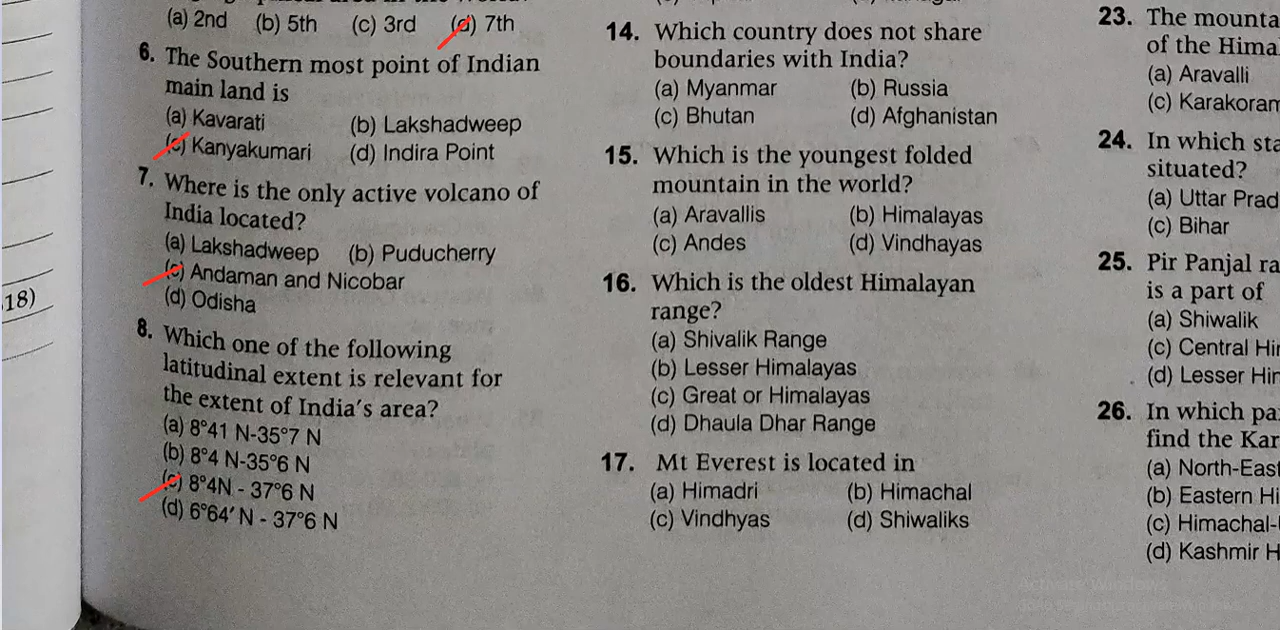 (a) 2nd (b) 5th (c) 3rd (d) 7th
6. The Southern most point of Indian
main land is
(a) Kavarati (b) Lakshadweep
(c) Kanyakumari (d) Indira Point
7. Where is the only active volcano of
India located?
(a) Lakshadweep (b) Puducherry
(c) Andaman and Nicobar
(d) Odisha
18)
8. Which one of the following
latitudinal extent is relevant for
the extent of India's area?
(a) 8°41 N-35°7 N
(b) 8°4 N-35°6 N
(c) 8°4N - 37°6 N
(d) 6°64' N - 37°6 N
14. Which country does not share
boundaries with India?
(a) Myanmar (b) Russia
(c) Bhutan (d) Afghanistan
15. Which is the youngest folded
mountain in the world?
(a) Aravallis (b) Himalayas
(c) Andes (d) Vindhayas
16. Which is the oldest Himalayan
range?
(a) Shivalik Range
(b) Lesser Himalayas
(c) Great or Himalayas
(d) Dhaula Dhar Range
17. Mt Everest is located in
(a) Himadri (b) Himachal
(c) Vindhyas (d) Shiwaliks
23. The mounta
of the Hima
(a) Aravalli
(c) Karakoram
24. In which sta
situated?
(a) Uttar Prad
(c) Bihar
25. Pir Panjal ra
is a part of
(a) Shiwalik
(c) Central Hi
(d) Lesser Hi
26. In which pa
find the Kar
(a) North-East
(b) Eastern Hi
(c) Himachal-
(d) Kashmir H
Activate Windows